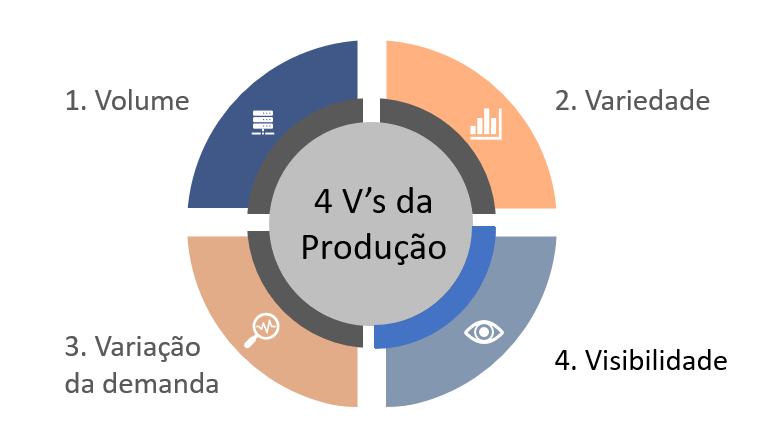 1. Volume
2. Variedade
4 V’s da
Produção
3. Variação
da demanda
4. Visibilidade